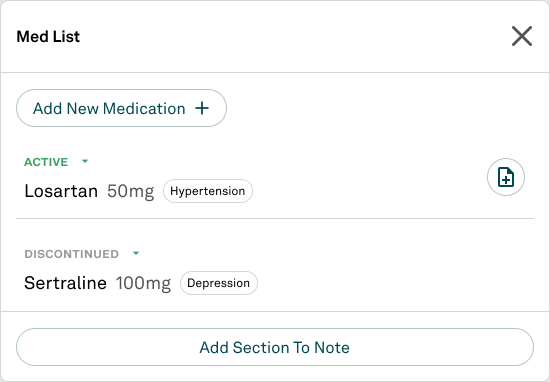 Med List
Add New Medication +
ACTIVE
Losartan 50mg Hypertension
DISCONTINUED
Sertraline 100mg Depression
Add Section To Note